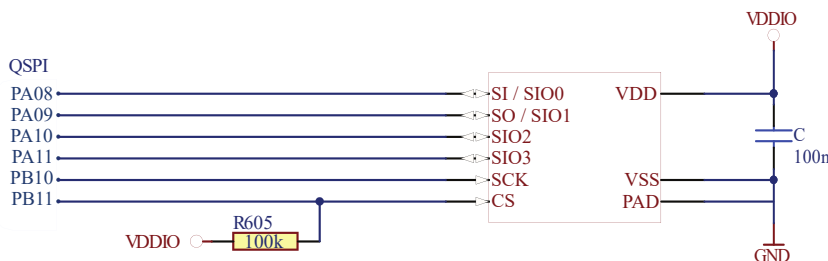 VDDIO
QSPI
PA08 SI / SIO0 VDD
PA09 SO / SIO1
PA10 SIO2 C
PA11 SIO3 100n
PB10 SCK VSS
PB11 CS PAD
R605
VDDIO 100k GND